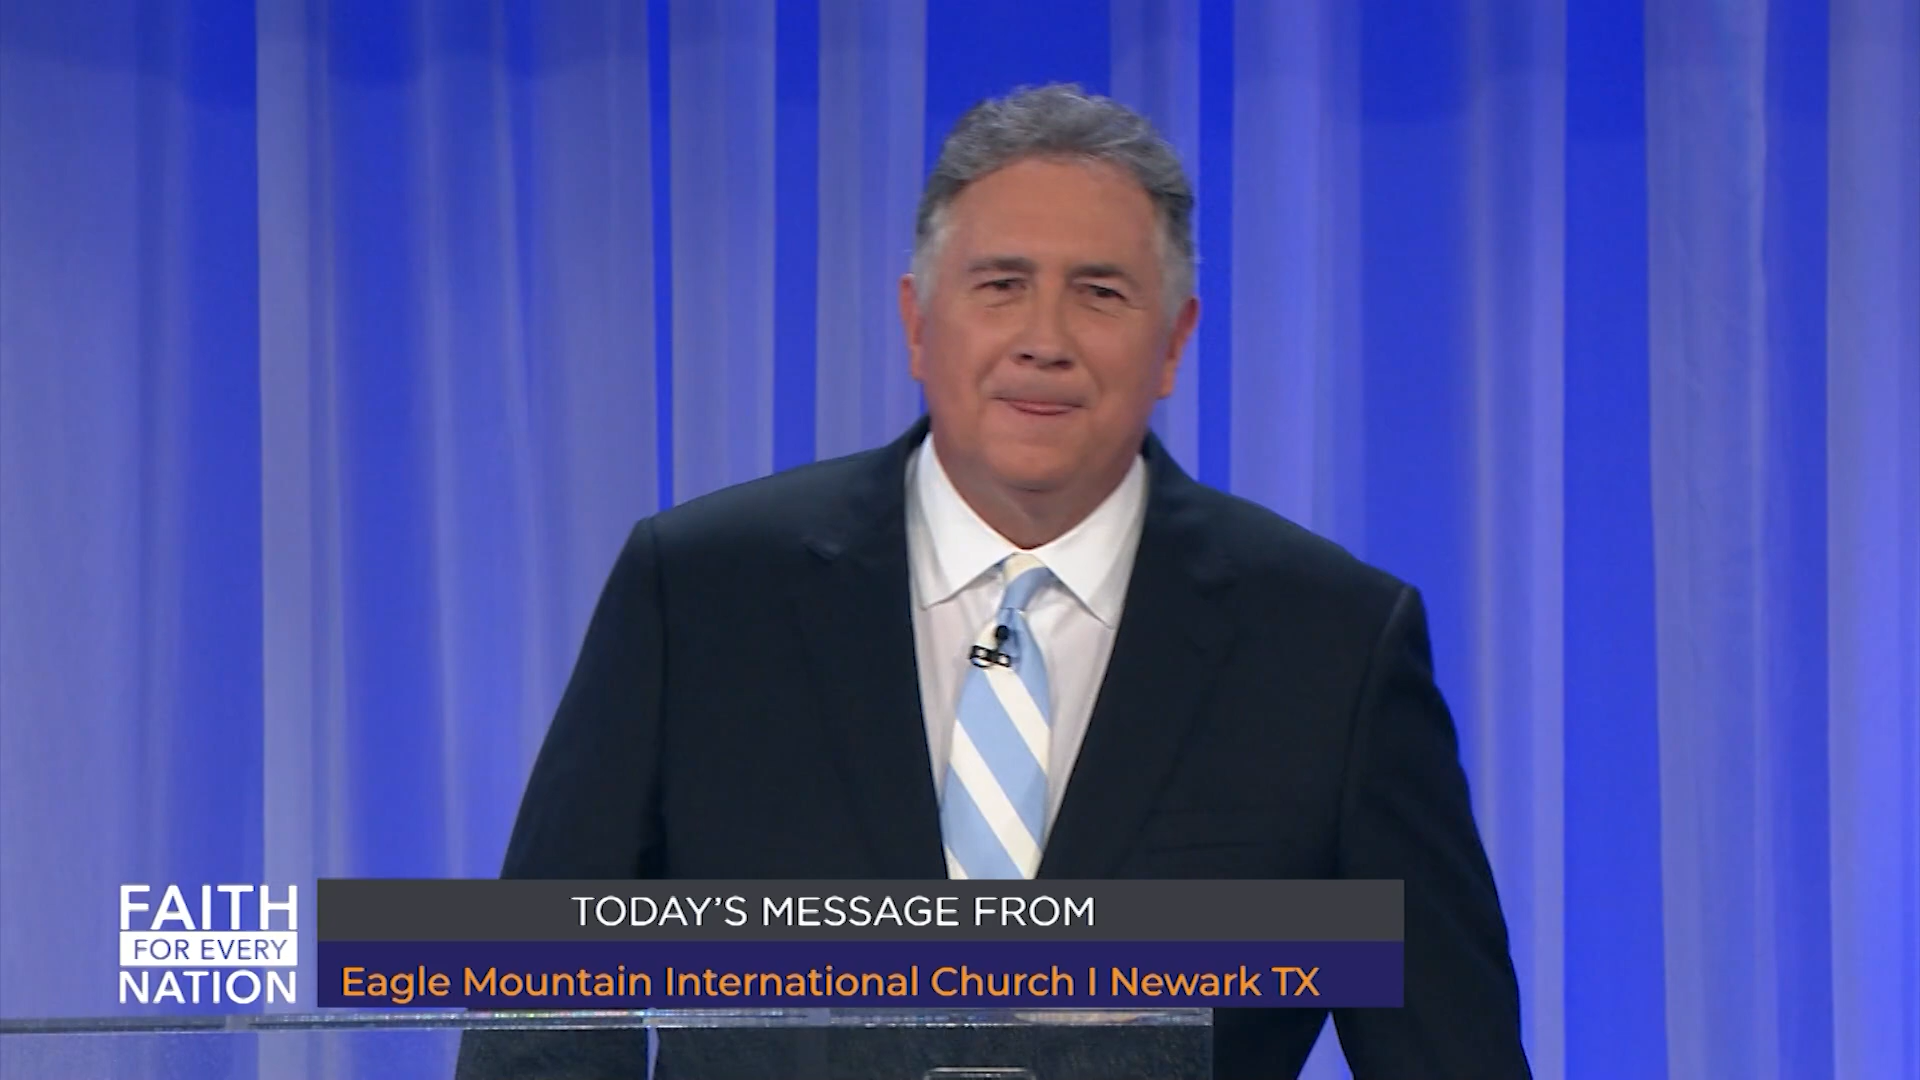 FAITH
FOR EVERY
NATION
TODAY'S MESSAGE FROM
Eagle Mountain International Church I Newark TX